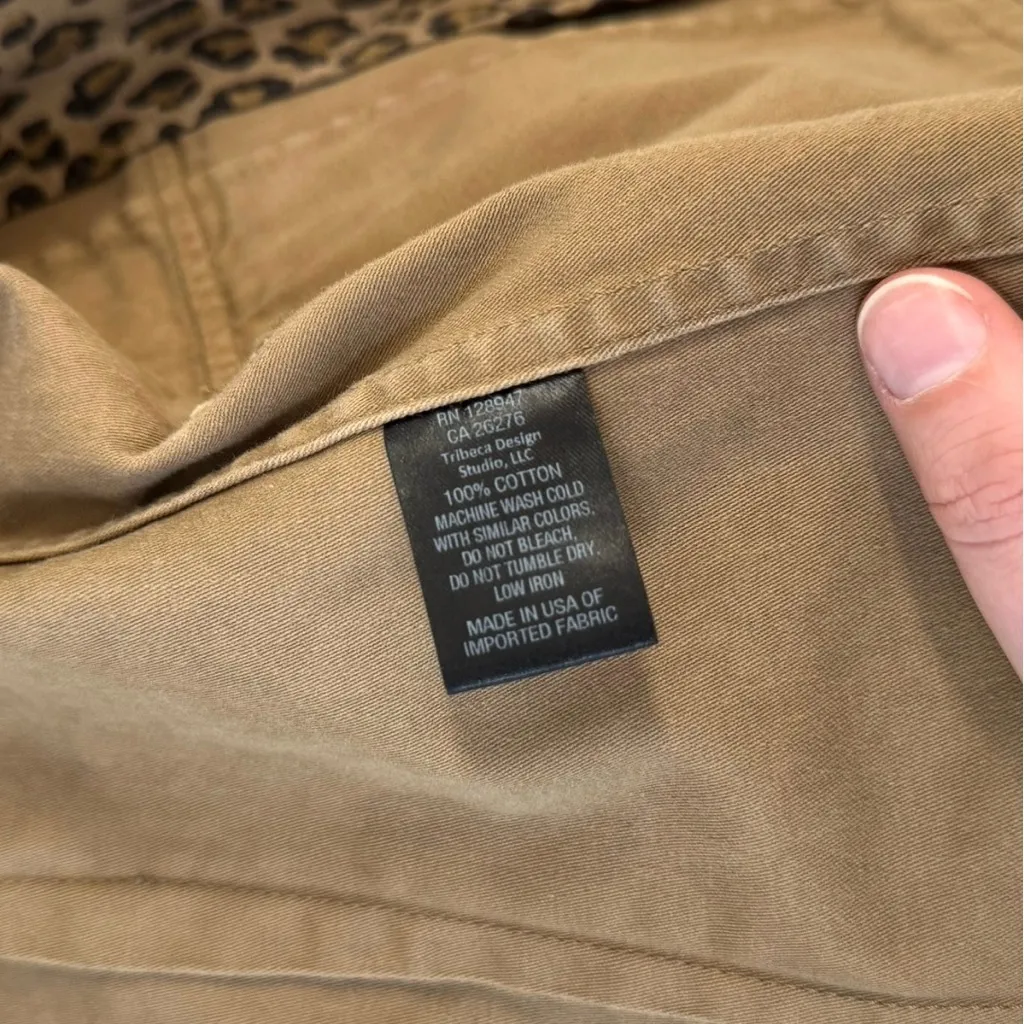 RN 128947
CA 26276
Tribeca Design
Studio, LLC
100% COTTON
MACHINE WASH COLD
WITH SIMILAR COLORS.
DO NOT BLEACH,
DO NOT TUMBLE DRY.
LOW IRON
MADE IN USA OF
IMPORTED FABRIC